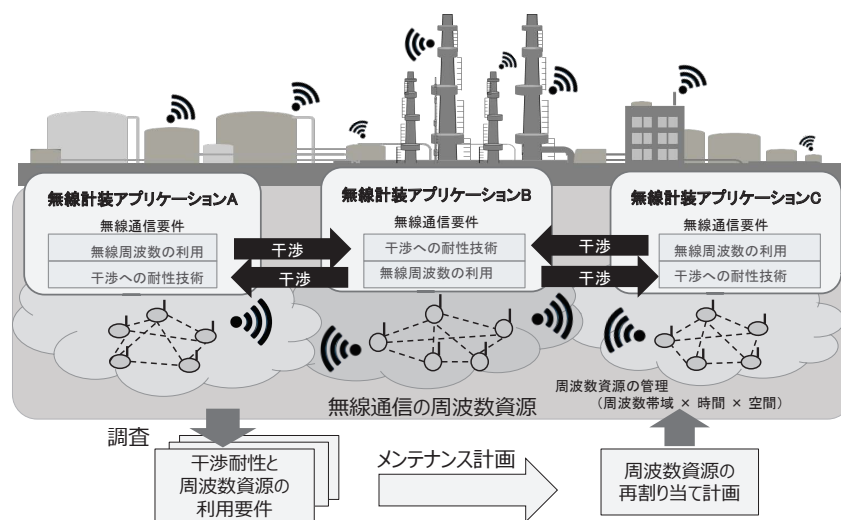 無線計装アプリケーションA
無線通信要件
無線周波数の利用
干渉への耐性技術
干渉
干渉
無線計装アプリケーションB
無線通信要件
干渉への耐性技術
無線周波数の利用
干渉
干渉
無線計装アプリケーションC
無線通信要件
無線周波数の利用
干渉への耐性技術
無線通信の周波数資源
周波数資源の管理
(周波数帯域 × 時間 × 空間)
調査
干渉耐性と
周波数資源の
利用要件
メンテナンス計画
周波数資源の
再割り当て計画